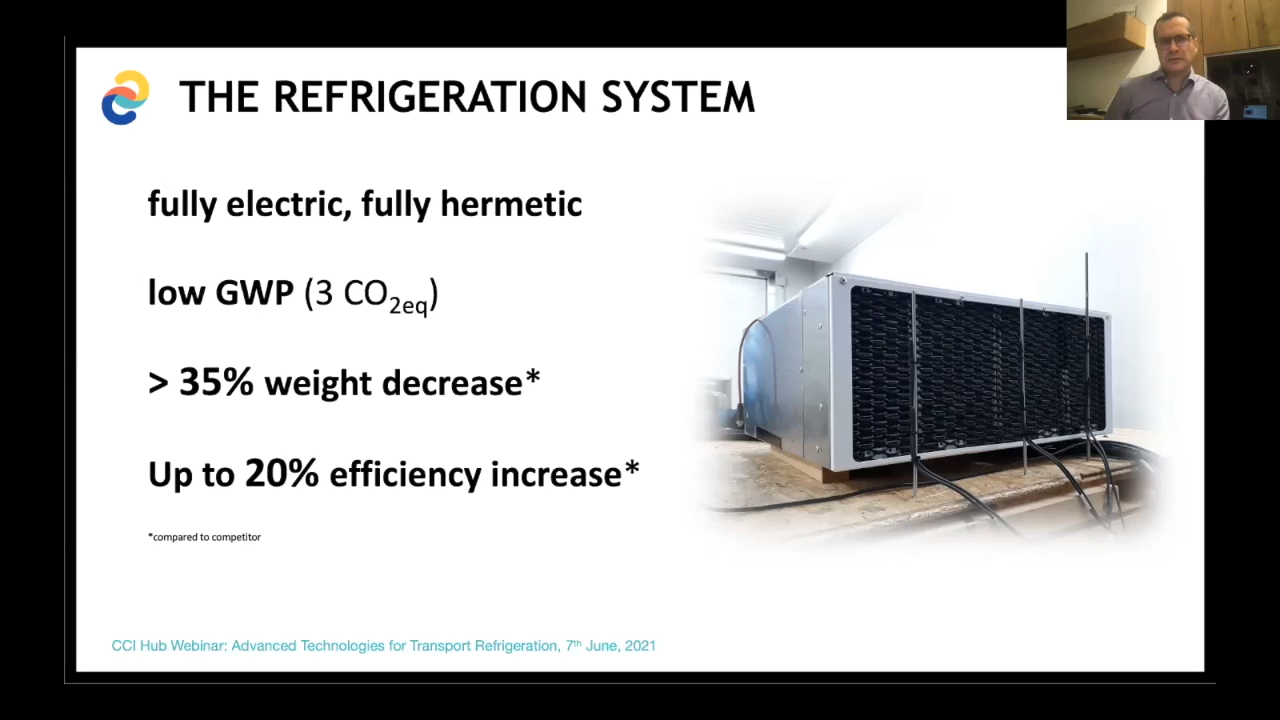 THE REFRIGERATION SYSTEM
fully electric, fully hermetic
low GWP (3 CO2eq)
> 35% weight decrease*
Up to 20% efficiency increase*
*compared to competitor
CCI Hub Webinar: Advanced Technologies for Transport Refrigeration, 7th June, 2021